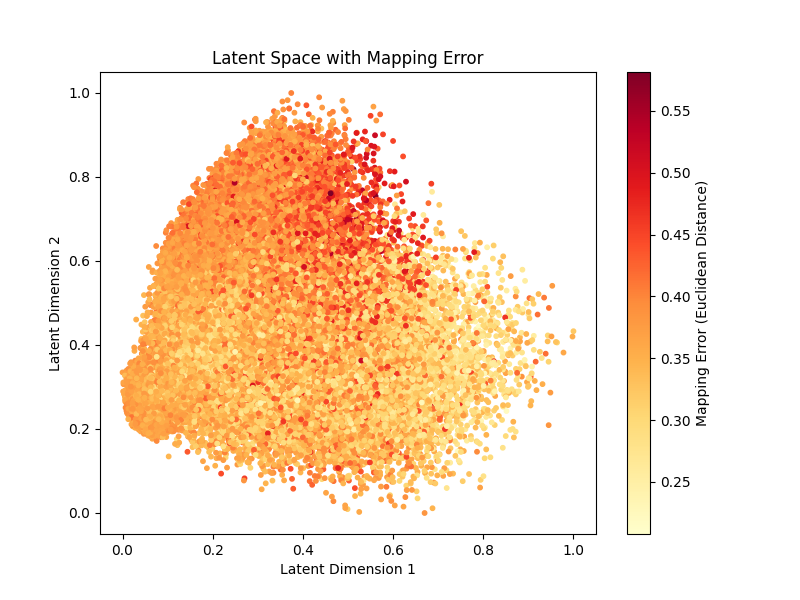 Latent Space with Mapping Error
1.0
0.8
0.6
0.4
0.2
0.0
Latent Dimension 2
0.0 0.2 0.4 0.6 0.8 1.0
Latent Dimension 1
0.55
0.50
0.45
0.40
0.35
0.30
0.25
Mapping Error (Euclidean Distance)